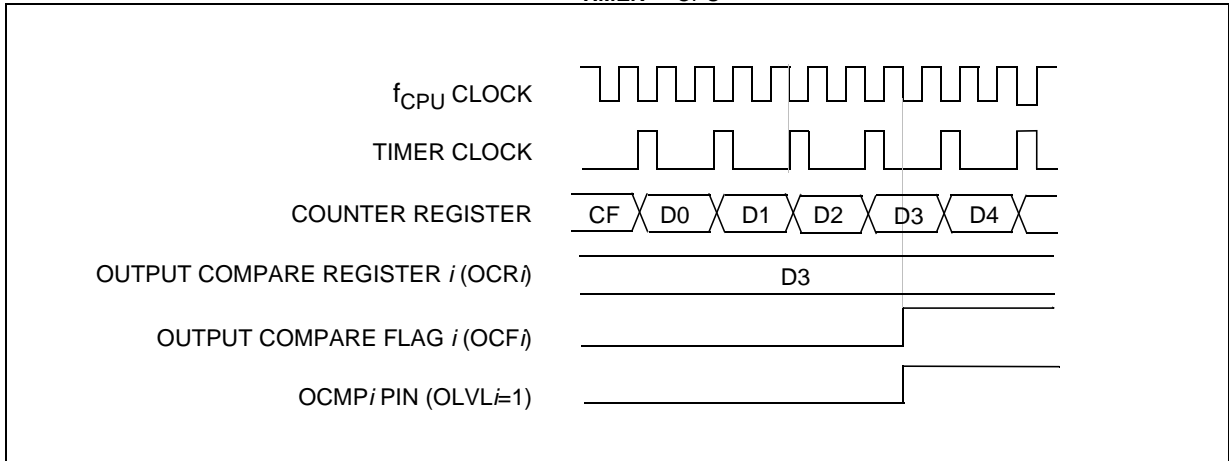 f_CPU CLOCK
TIMER CLOCK
COUNTER REGISTER CF D0 D1 D2 D3 D4
OUTPUT COMPARE REGISTER i (OCRi) D3
OUTPUT COMPARE FLAG i (OCFi)
OCMPi PIN (OLVLi=1)